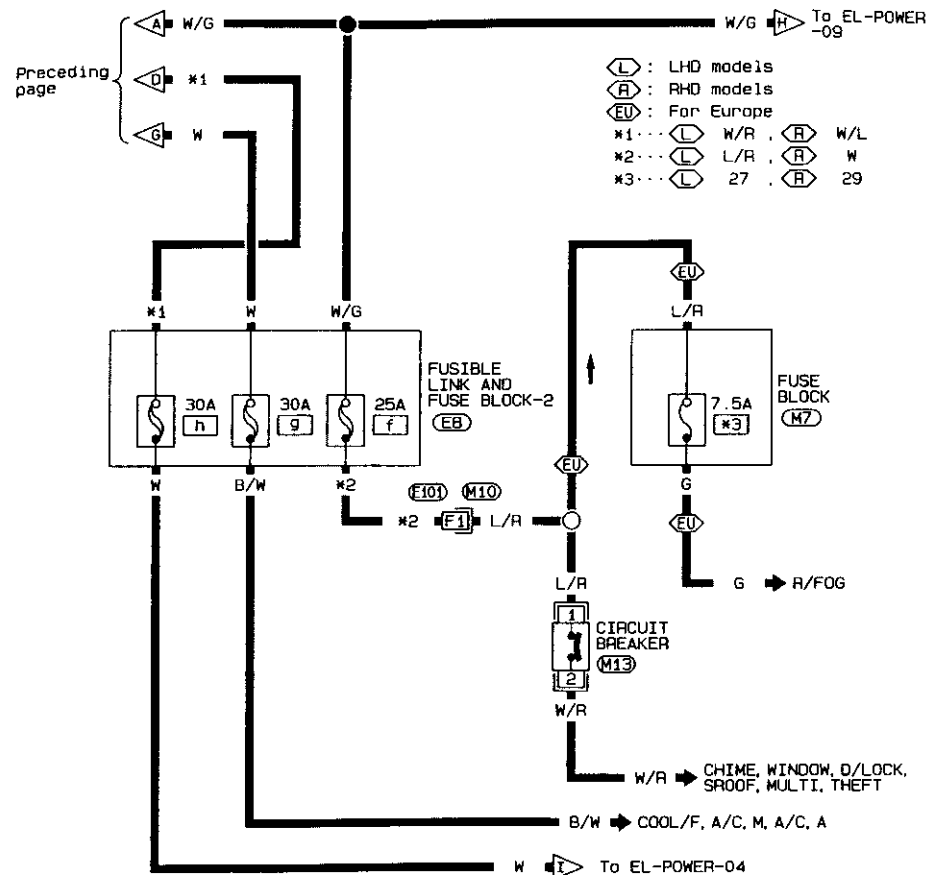 A W/G W/G H To EL-POWER
-09
Preceding
page
D *1
G W
L : LHD models
R : RHD models
EU : For Europe
*1··· L W/R , R W/L
*2··· L L/R , R W
*3··· L 27 , R 29
EU
*1 W W/G L/R
FUSIBLE
LINK AND
FUSE BLOCK-2
E8
30A h 30A g 25A f
FUSE
BLOCK
M7
7.5A
*3
W B/W *2 EU G
E101 M10
*2 F1 L/R
EU
L/R
G R/FOG
1
CIRCUIT
BREAKER
M13
2
W/R
W/R CHIME, WINDOW, D/LOCK,
SROOF, MULTI, THEFT
B/W COOL/F, A/C, M, A/C, A
W I To EL-POWER-04